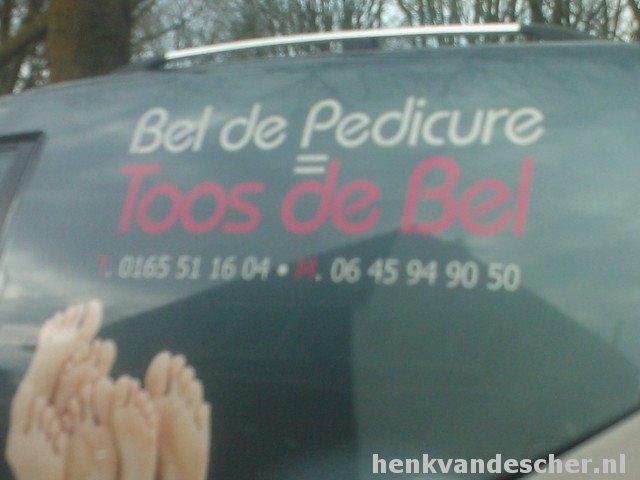 Bel de Pedicure
=
Toos de Bel
T. 0165 51 16 04 • M. 06 45 94 90 50
henkvandescher.nl